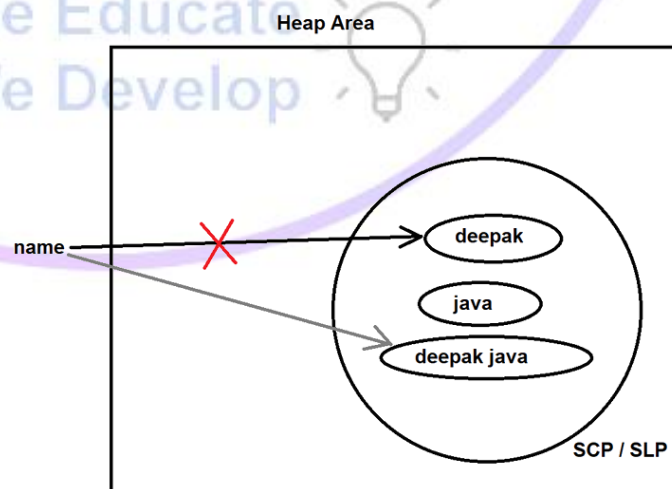 e Educate
Heap Area
e Develop
name
deepak
java
deepak java
SCP / SLP